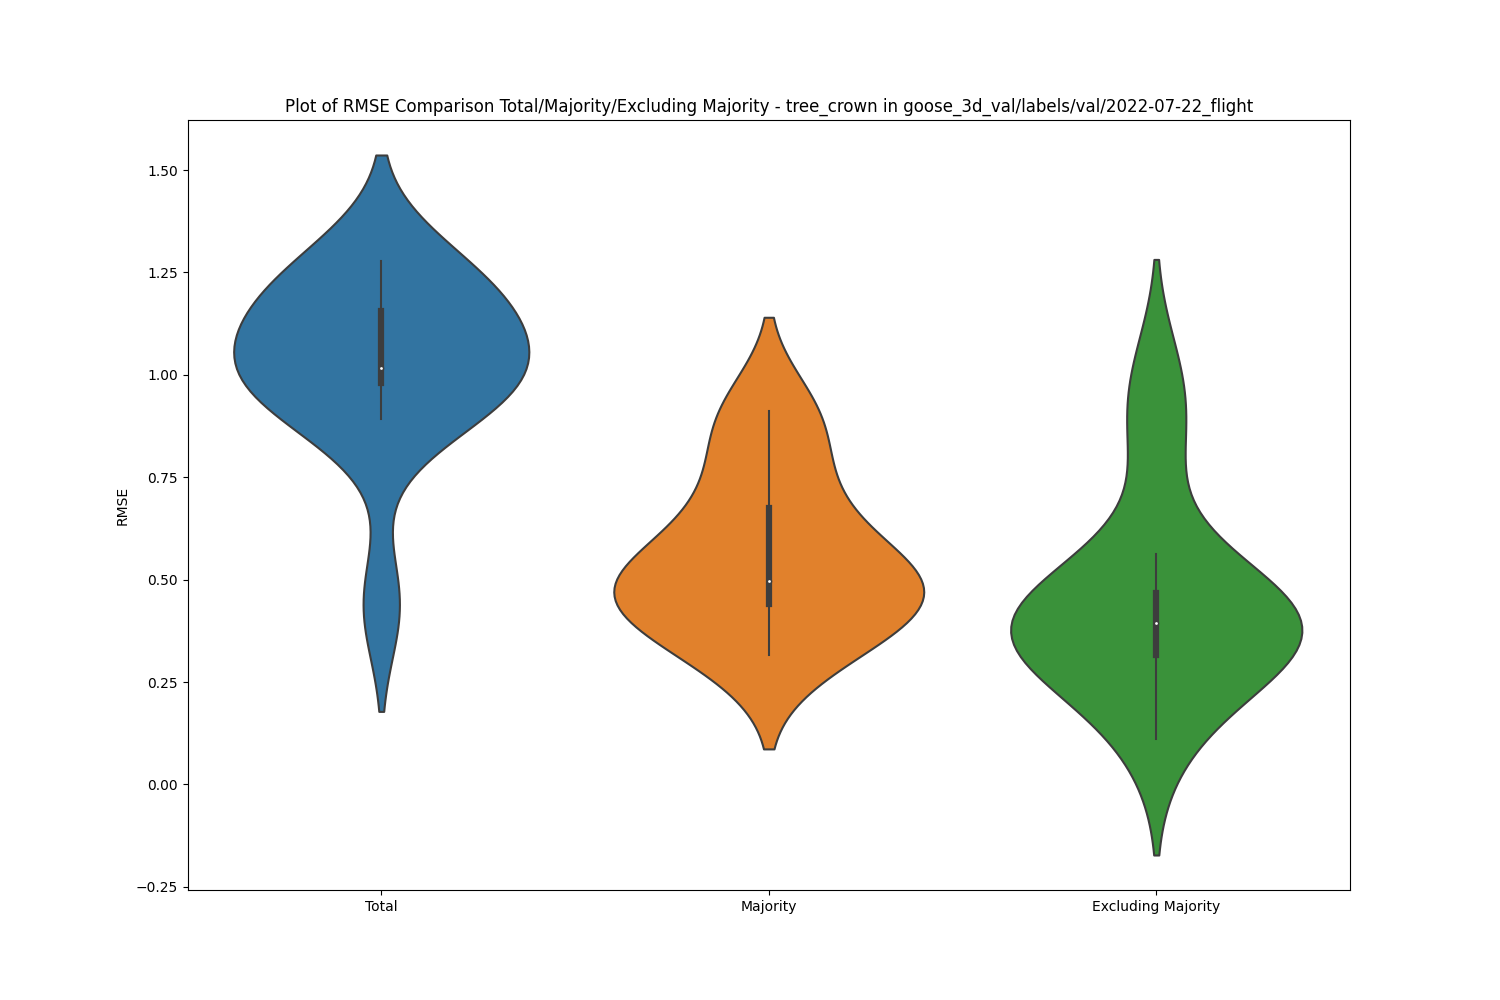 Plot of RMSE Comparison Total/Majority/Excluding Majority - tree_crown in goose_3d_val/labels/val/2022-07-22_flight
1.50
1.25
1.00
0.75
RMSE
0.50
0.25
0.00
−0.25
Total Majority Excluding Majority